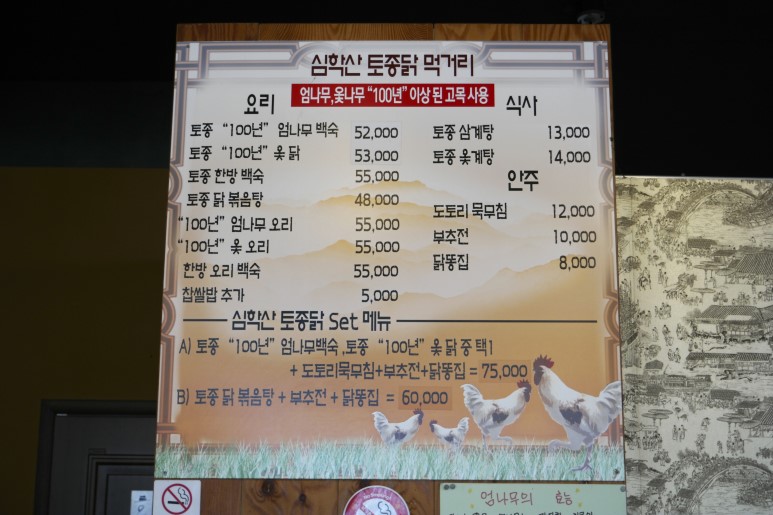 심학산 토종닭 먹거리
엄나무,옻나무 "100년" 이상 된 고목 사용
요리
토종 "100년" 엄나무 백숙 52,000
토종 "100년" 옻 닭 53,000
토종 한방 백숙 55,000
토종 닭 볶음탕 48,000
"100년" 엄나무 오리 55,000
"100년" 옻 오리 55,000
한방 오리 백숙 55,000
찹쌀밥 추가 5,000
식사
토종 삼계탕 13,000
토종 옻계탕 14,000
안주
도토리 묵무침 12,000
부추전 10,000
닭똥집 8,000
심학산 토종닭 Set 메뉴
A) 토종 "100년" 엄나무백숙,토종 "100년" 옻 닭 중 택1
+ 도토리묵무침+부추전+닭똥집 = 75,000
B) 토종 닭 볶음탕 + 부추전 + 닭똥집 = 60,000
엄나무의 효능